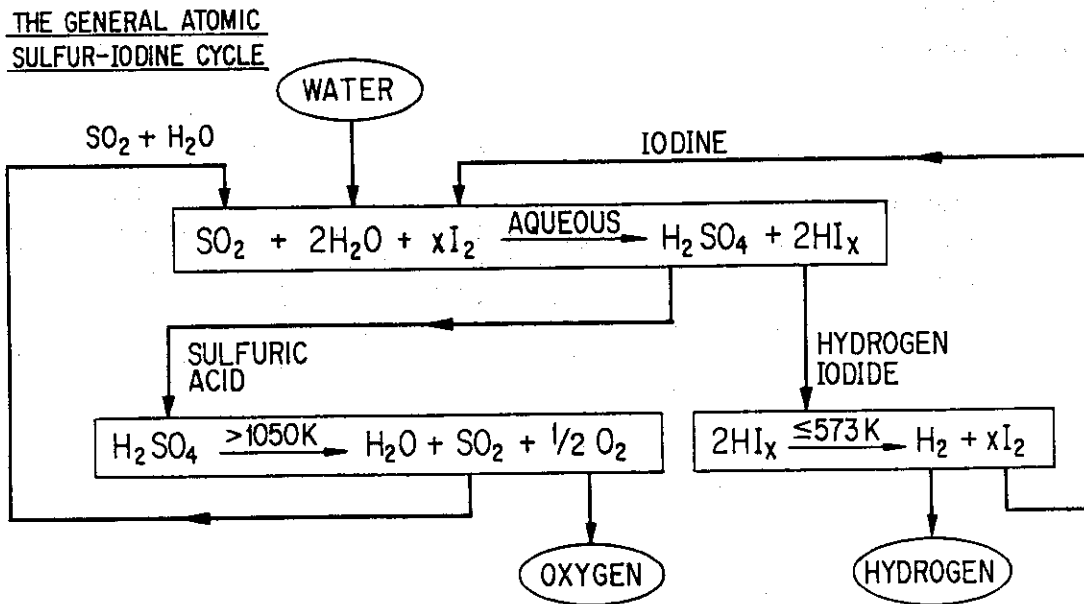 THE GENERAL ATOMIC
SULFUR-IODINE CYCLE
WATER
SO₂ + H₂O
IODINE
SO₂ + 2H₂O + xI₂ AQUEOUS → H₂SO₄ + 2HIₓ
SULFURIC
ACID
HYDROGEN
IODIDE
H₂SO₄ >1050K → H₂O + SO₂ + 1/2 O₂
2HIₓ ≤573K → H₂ + xI₂
OXYGEN
HYDROGEN